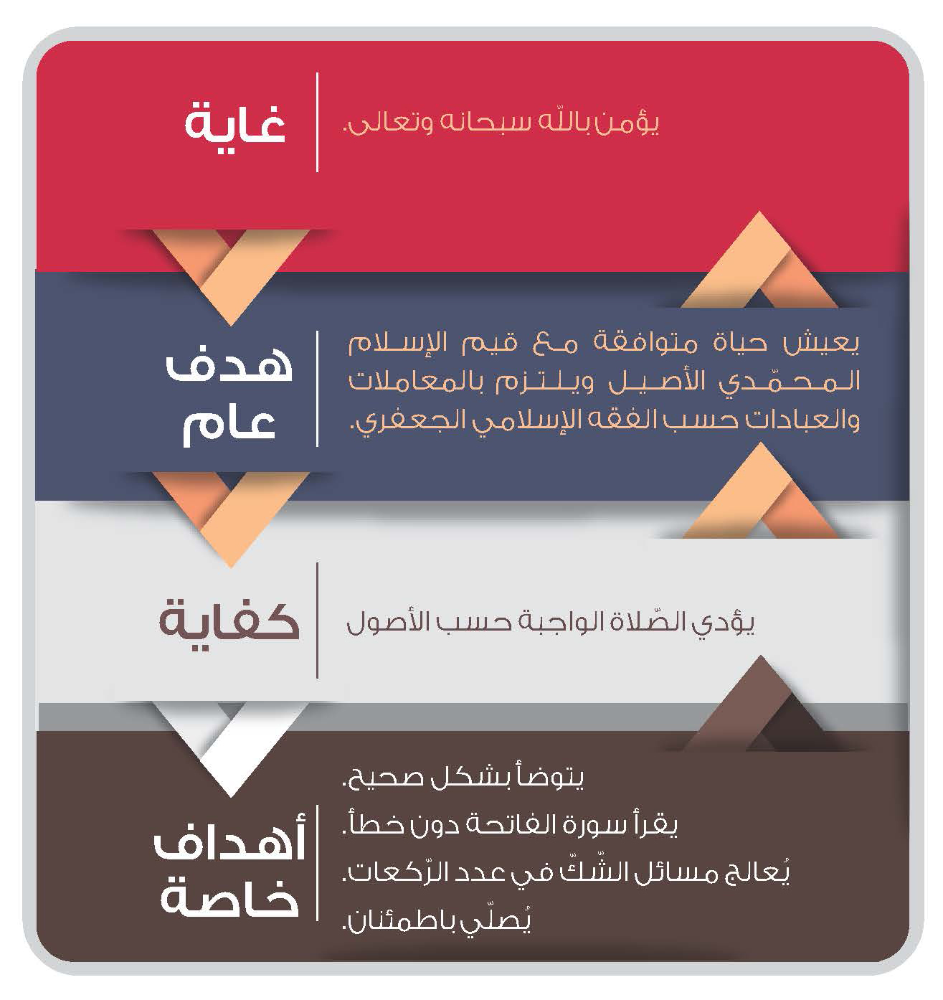 غاية
يؤمن بالله سبحانه وتعالى.
هدف
عام
يعيش حياة متوافقة مع قيم الإسلام
المحمّدي الأصيل ويلتزم بالمعاملات
والعبادات حسب الفقه الإسلامي الجعفري.
كفاية
يؤدي الصّلاة الواجبة حسب الأصول
أهداف
خاصة
يتوضأ بشكل صحيح.
يقرأ سورة الفاتحة دون خطأ.
يُعالج مسائل الشّكّ في عدد الرّكعات.
يُصلّي باطمئنان.